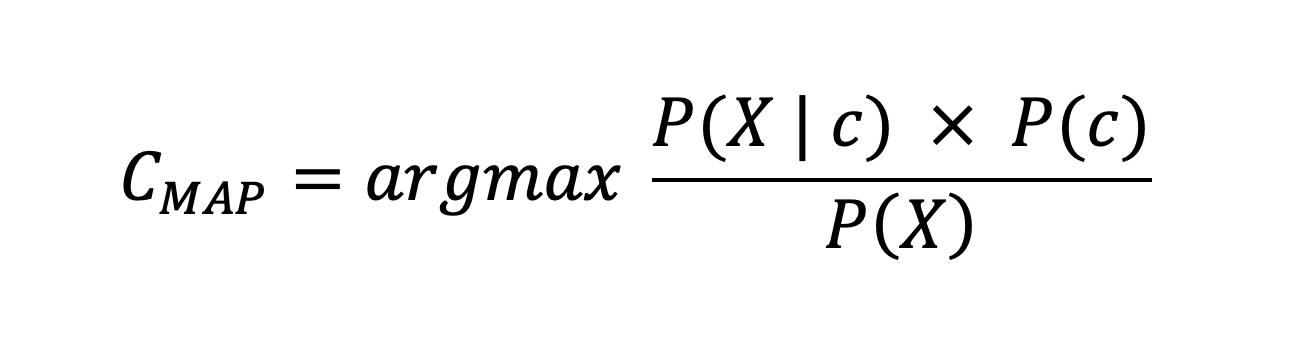 C_MAP = argmax P(X | c) × P(c) / P(X)